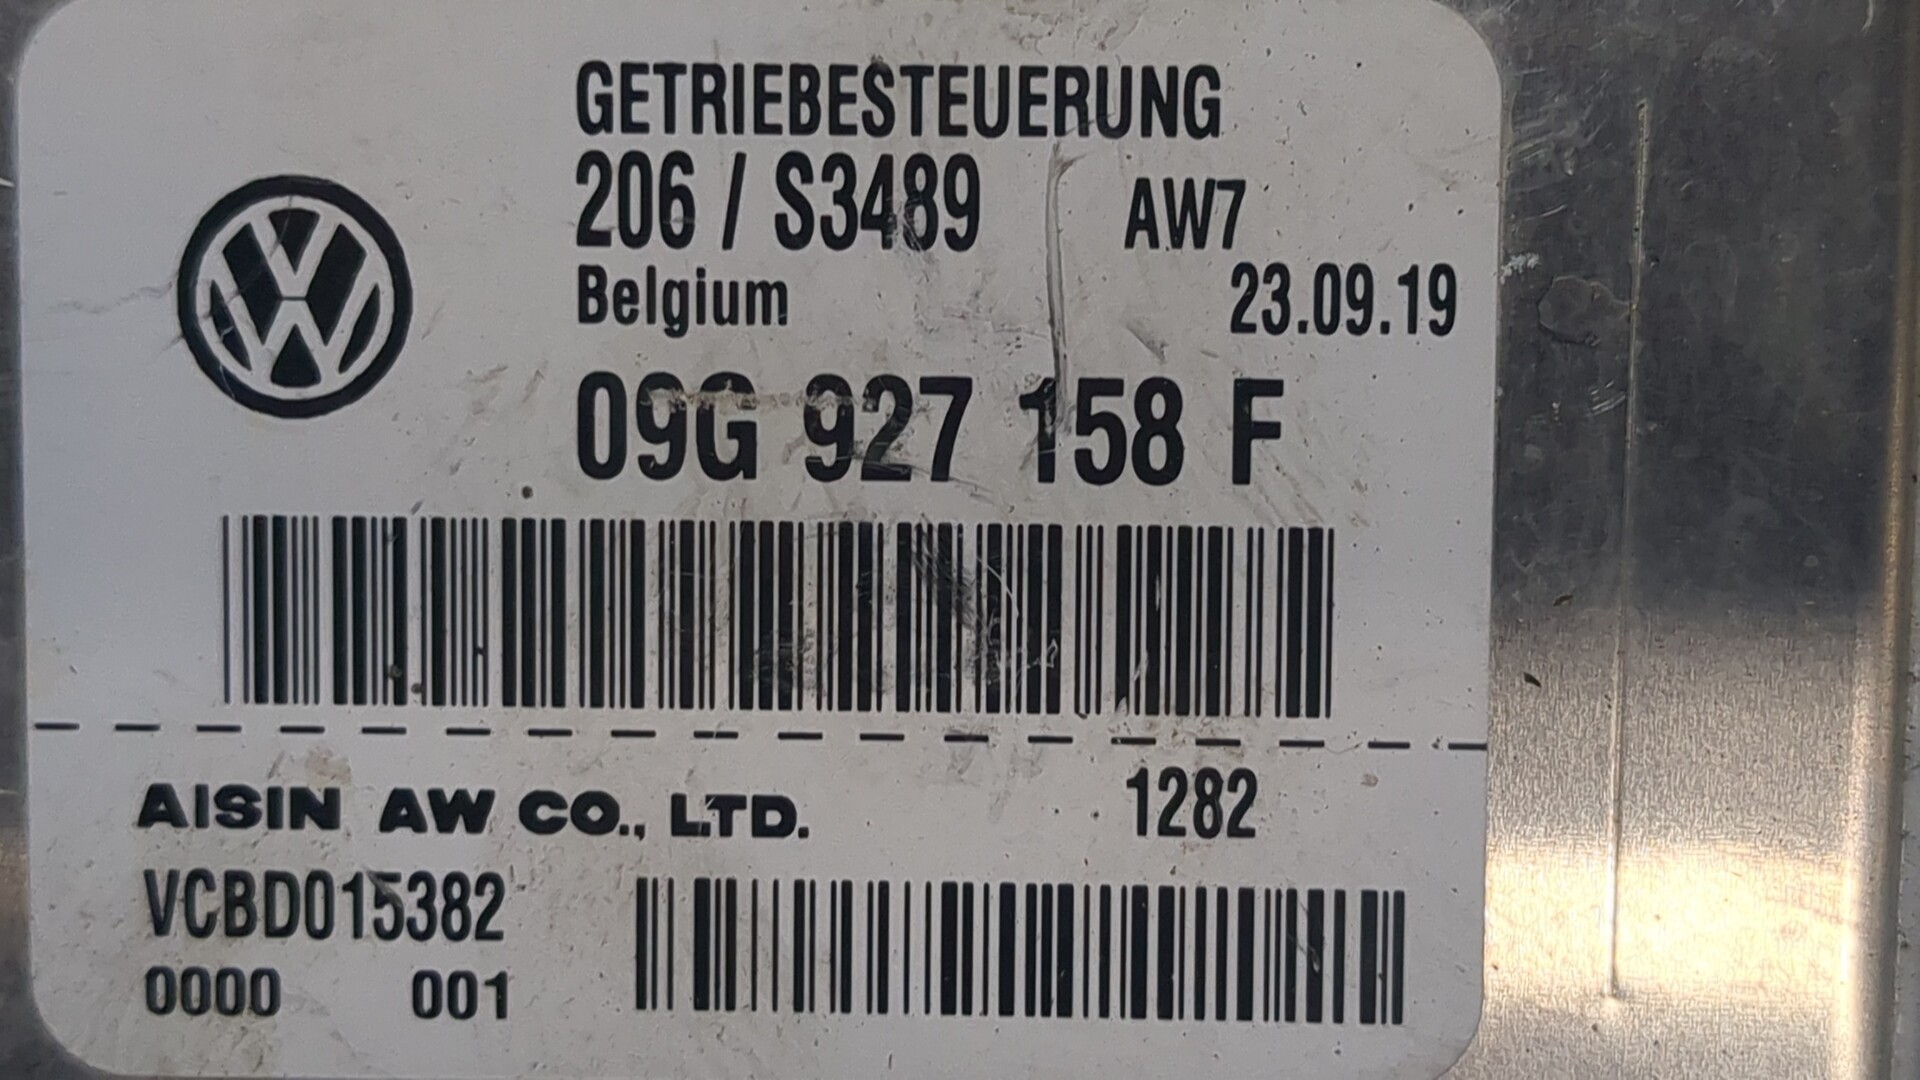 GETRIEBESTEUERUNG
206 / S3489 AW7
Belgium 23.09.19
09G 927 158 F
AISIN AW CO., LTD. 1282
VCBD015382
0000 001